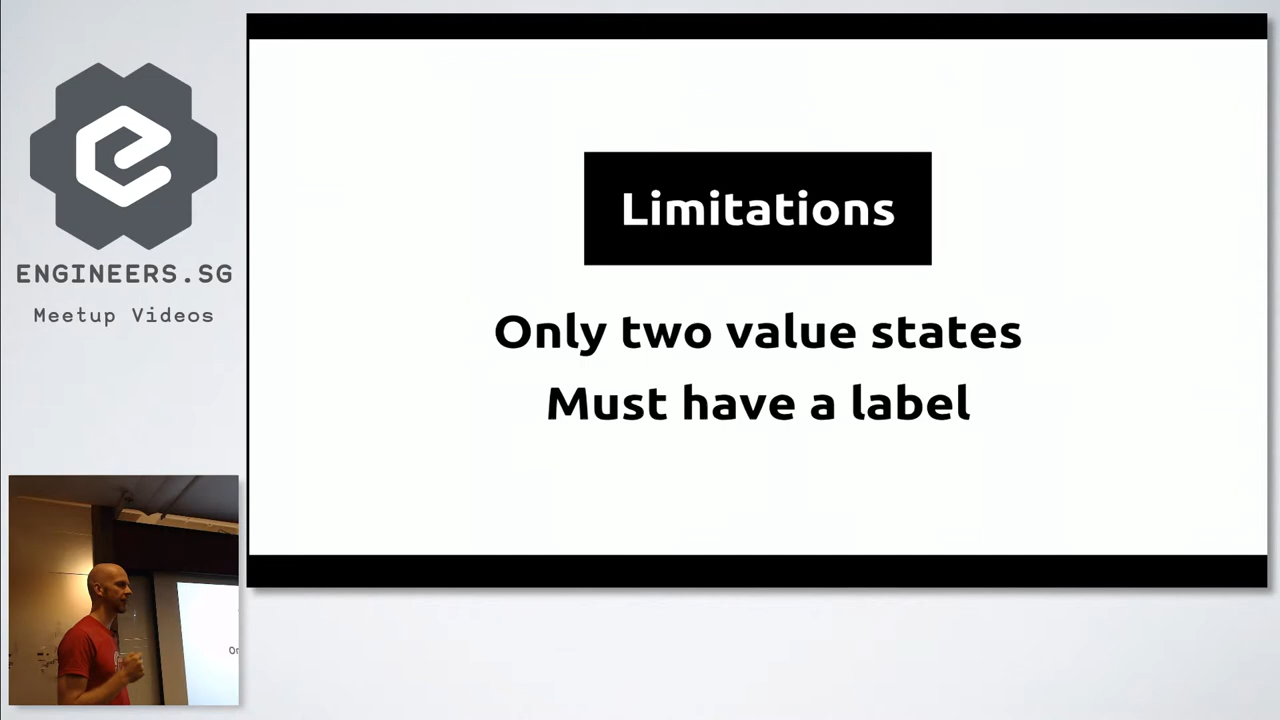 ENGINEERS.SG
Meetup Videos
Limitations
Only two value states
Must have a label